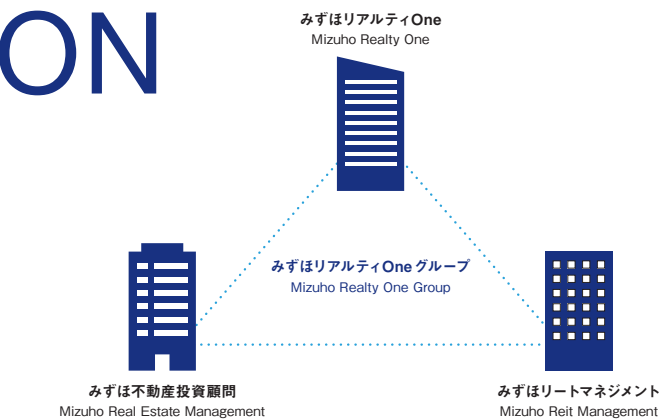 ON
みずほリアルティOne
Mizuho Realty One
みずほリアルティOne グループ
Mizuho Realty One Group
みずほ不動産投資顧問
Mizuho Real Estate Management
みずほリートマネジメント
Mizuho Reit Management